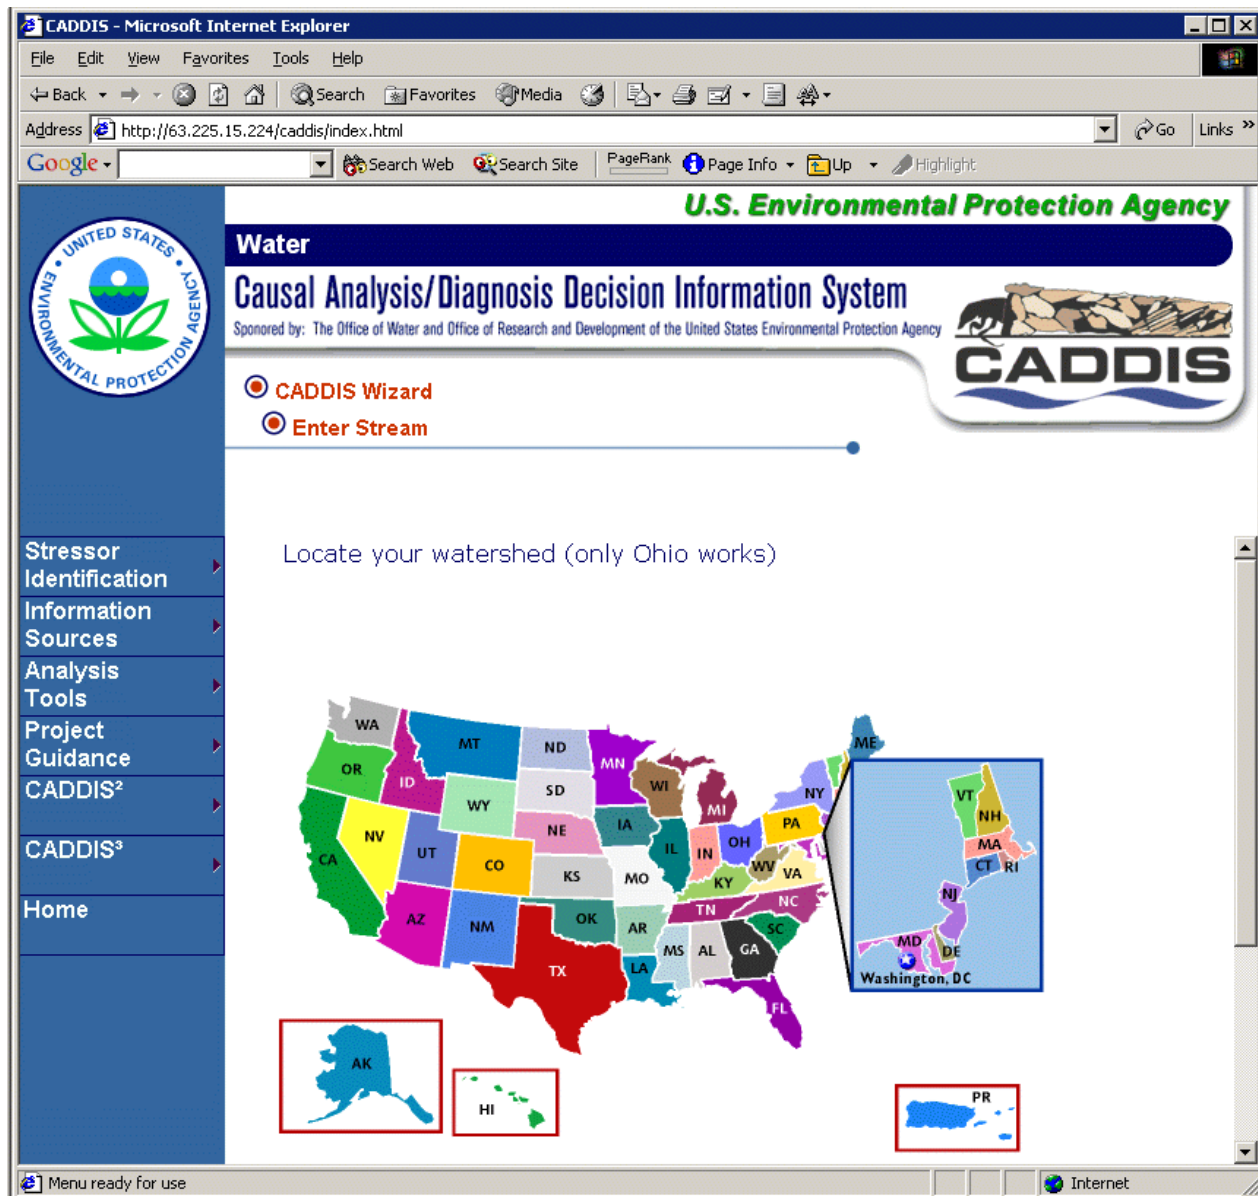 CADDIS - Microsoft Internet Explorer
File Edit View Favorites Tools Help
Back Search Favorites Media
Address http://63.225.15.224/caddis/index.html Go Links »
Google Search Web Search Site PageRank Page Info Up Highlight
U.S. Environmental Protection Agency
UNITED STATES
ENVIRONMENTAL PROTECTION AGENCY
Water
Causal Analysis/Diagnosis Decision Information System
Sponored by: The Office of Water and Office of Research and Development of the United States Environmental Protection Agency
CADDIS
CADDIS Wizard
Enter Stream
Stressor
Identification
Information
Sources
Analysis
Tools
Project
Guidance
CADDIS²
CADDIS³
Home
Locate your watershed (only Ohio works)
WA
MT
ND
MN
ME
OR
ID
WY
SD
WI
MI
NY
VT
NH
NV
UT
CO
NE
IA
IL
IN
OH
PA
MA
CT
RI
CA
KS
MO
KY
WV
VA
NJ
AZ
NM
OK
AR
TN
NC
MD
DE
Washington, DC
TX
LA
MS
AL
GA
SC
FL
AK
HI
PR
Menu ready for use
Internet